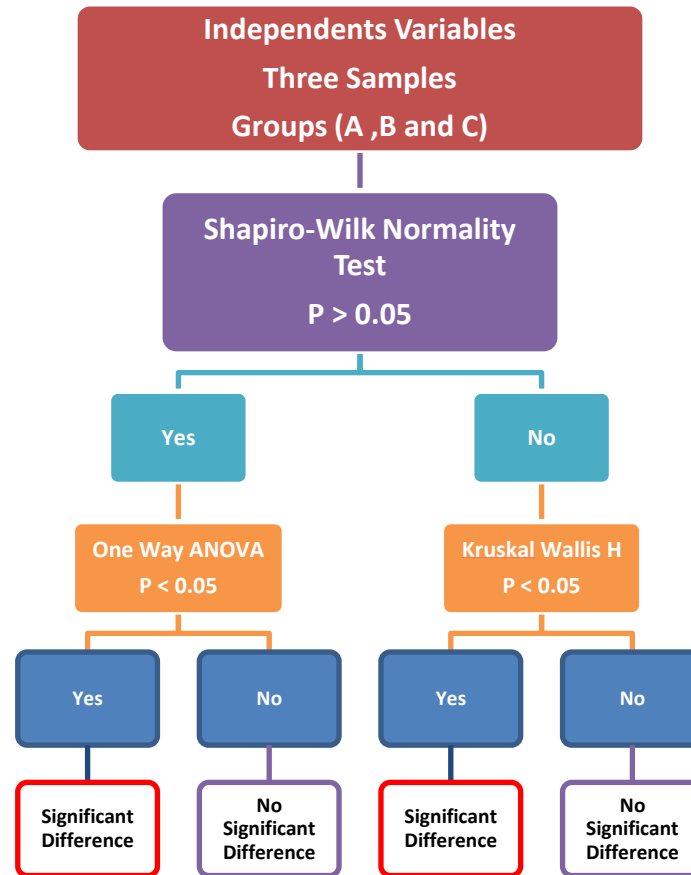 Independents Variables
Three Samples
Groups (A ,B and C)
Shapiro-Wilk Normality
Test
P > 0.05
Yes
No
One Way ANOVA
P < 0.05
Kruskal Wallis H
P < 0.05
Yes
No
Yes
No
Significant
Difference
No
Significant
Difference
Significant
Difference
No
Significant
Difference